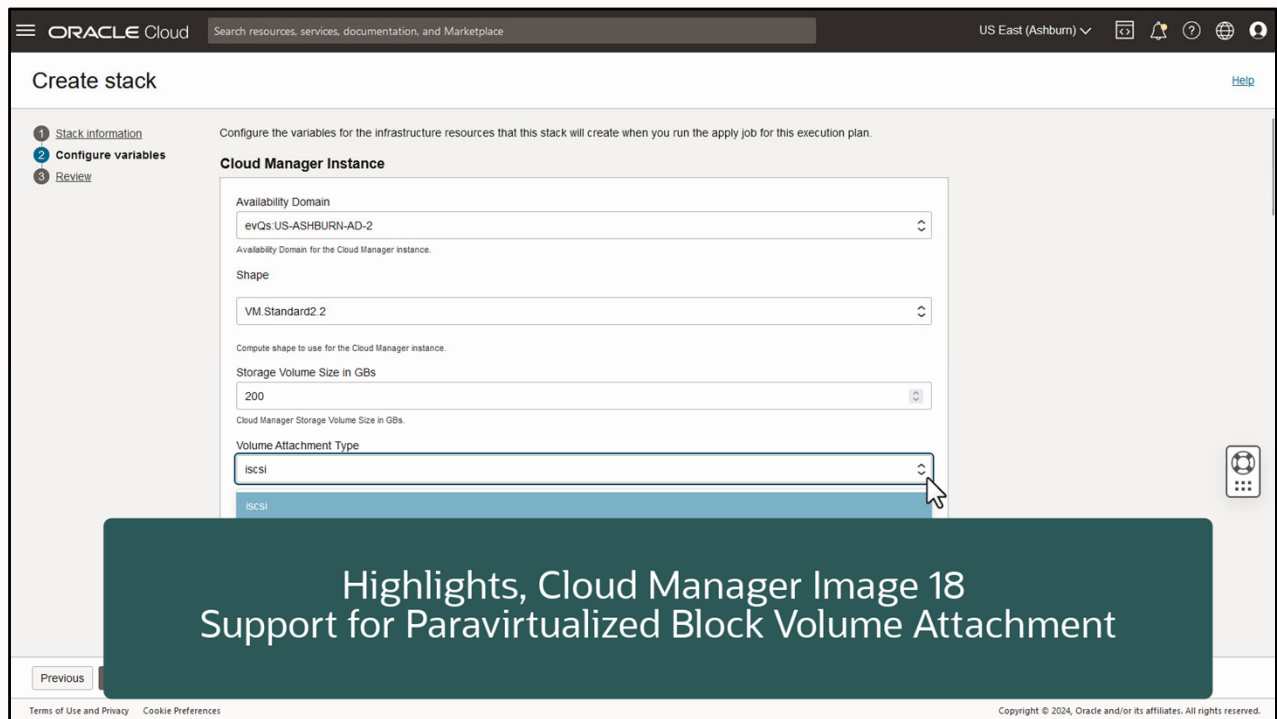 ORACLE Cloud
Search resources, services, documentation, and Marketplace
US East (Ashburn)
Create stack
Help
1 Stack information
2 Configure variables
3 Review
Configure the variables for the infrastructure resources that this stack will create when you run the apply job for this execution plan.
Cloud Manager Instance
Availability Domain
evQs:US-ASHBURN-AD-2
Availability Domain for the Cloud Manager instance.
Shape
VM.Standard2.2
Compute shape to use for the Cloud Manager instance.
Storage Volume Size in GBs
200
Cloud Manager Storage Volume Size in GBs.
Volume Attachment Type
iscsi
iscsi
Highlights, Cloud Manager Image 18
Support for Paravirtualized Block Volume Attachment
Previous
Terms of Use and Privacy Cookie Preferences
Copyright © 2024, Oracle and/or its affiliates. All rights reserved.